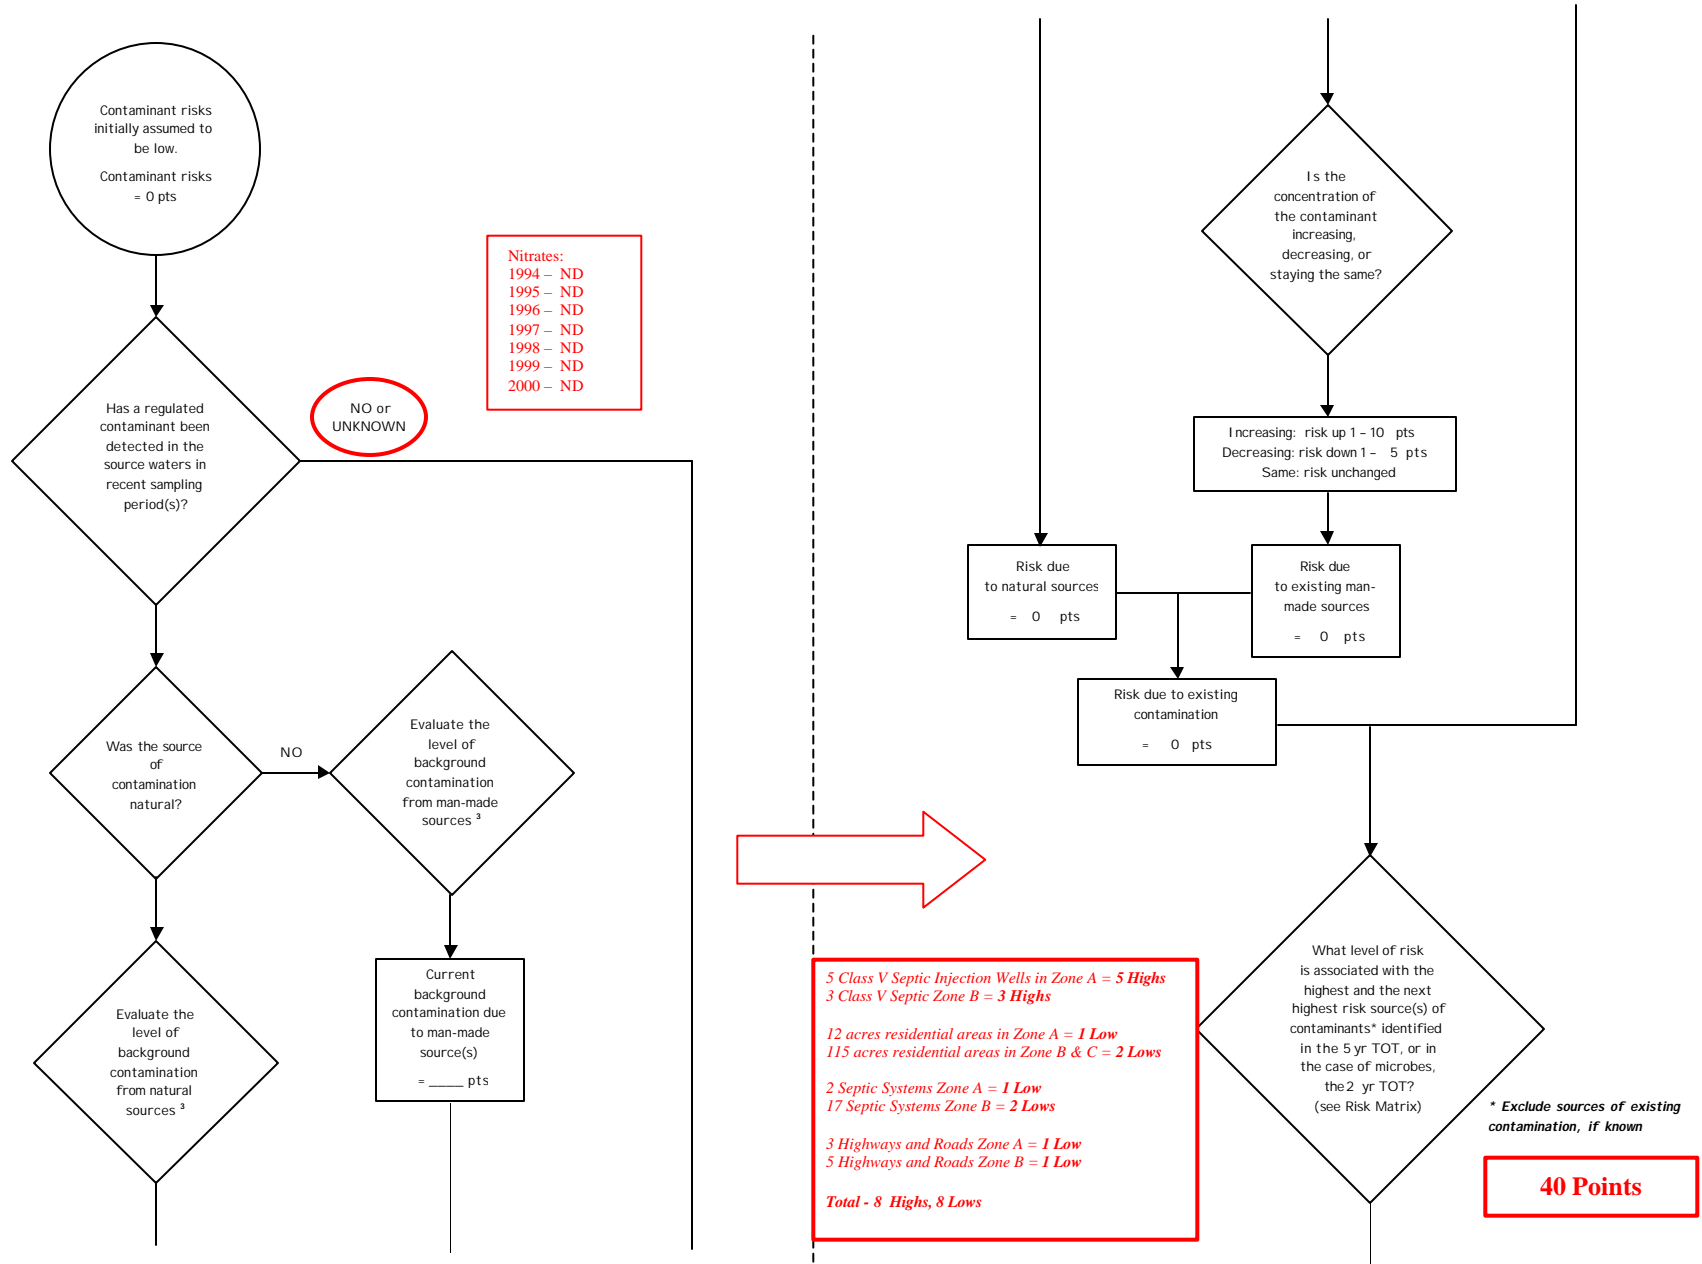 Contaminant risks
initially assumed to
be low.
Contaminant risks
= 0 pts
Nitrates:
1994 – ND
1995 – ND
1996 – ND
1997 – ND
1998 – ND
1999 – ND
2000 – ND
Has a regulated
contaminant been
detected in the
source waters in
recent sampling
period(s)?
NO or
UNKNOWN
Was the source
of
contamination
natural?
NO
Evaluate the
level of
background
contamination
from man-made
sources ³
Evaluate the
level of
background
contamination
from natural
sources ³
Current
background
contamination due
to man-made
source(s)
= _____ pts
Is the
concentration of
the contaminant
increasing,
decreasing, or
staying the same?
Increasing: risk up 1 – 10 pts
Decreasing: risk down 1 – 5 pts
Same: risk unchanged
Risk due
to natural sources
= 0 pts
Risk due
to existing man-
made sources
= 0 pts
Risk due to existing
contamination
= 0 pts
5 Class V Septic Injection Wells in Zone A = 5 Highs
3 Class V Septic Zone B = 3 Highs
12 acres residential areas in Zone A = 1 Low
115 acres residential areas in Zone B & C = 2 Lows
2 Septic Systems Zone A = 1 Low
17 Septic Systems Zone B = 2 Lows
3 Highways and Roads Zone A = 1 Low
5 Highways and Roads Zone B = 1 Low
Total - 8 Highs, 8 Lows
What level of risk
is associated with the
highest and the next
highest risk source(s) of
contaminants* identified
in the 5 yr TOT, or in
the case of microbes,
the 2 yr TOT?
(see Risk Matrix)
* Exclude sources of existing
contamination, if known
40 Points